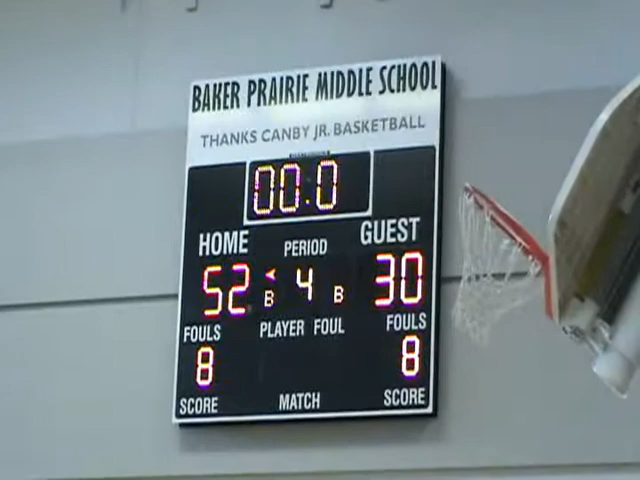 BAKER PRAIRIE MIDDLE SCHOOL
THANKS CANBY JR. BASKETBALL
00.0
HOME PERIOD GUEST
52 B 4 B 30
FOULS PLAYER FOUL FOULS
8 8
SCORE MATCH SCORE